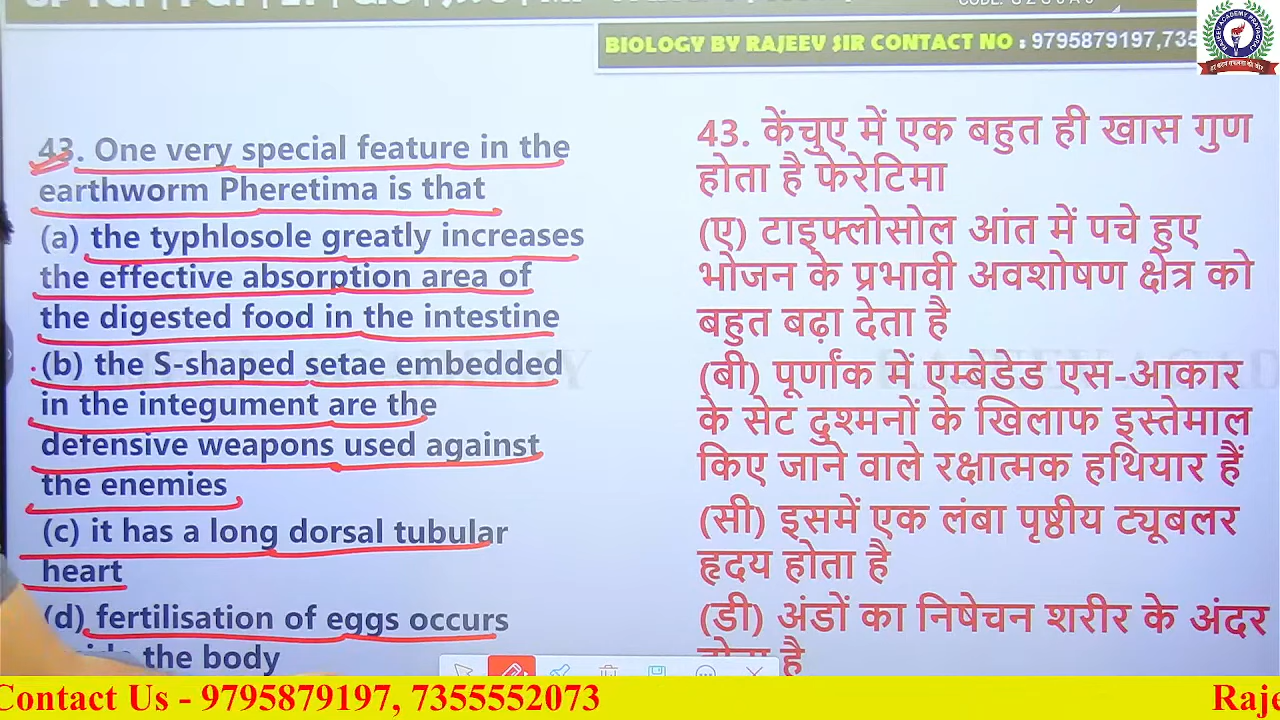 BIOLOGY BY RAJEEV SIR CONTACT NO : 9795879197,735
43. One very special feature in the
earthworm Pheretima is that
(a) the typhlosole greatly increases
the effective absorption area of
the digested food in the intestine
(b) the S-shaped setae embedded
in the integument are the
defensive weapons used against
the enemies
(c) it has a long dorsal tubular
heart
(d) fertilisation of eggs occurs
the body
43. केंचुए में एक बहुत ही खास गुण
होता है फेरेटिमा
(ए) टाइफ्लोसोल आंत में पचे हुए
भोजन के प्रभावी अवशोषण क्षेत्र को
बहुत बढ़ा देता है
(बी) पूर्णांक में एम्बेडेड एस-आकार
के सेट दुश्मनों के खिलाफ इस्तेमाल
किए जाने वाले रक्षात्मक हथियार हैं
(सी) इसमें एक लंबा पृष्ठीय ट्यूबलर
हृदय होता है
(डी) अंडों का निषेचन शरीर के अंदर
होता है
Contact Us - 9795879197, 7355552073
Raje